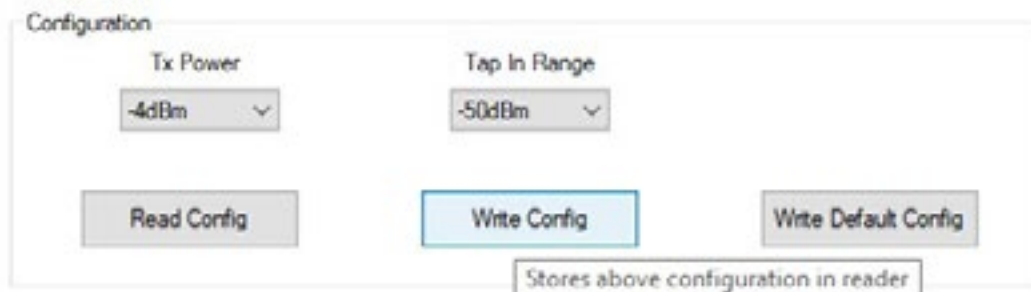 Configuration
Tx Power Tap In Range
-4dBm -50dBm
Read Config Write Config Write Default Config
Stores above configuration in reader